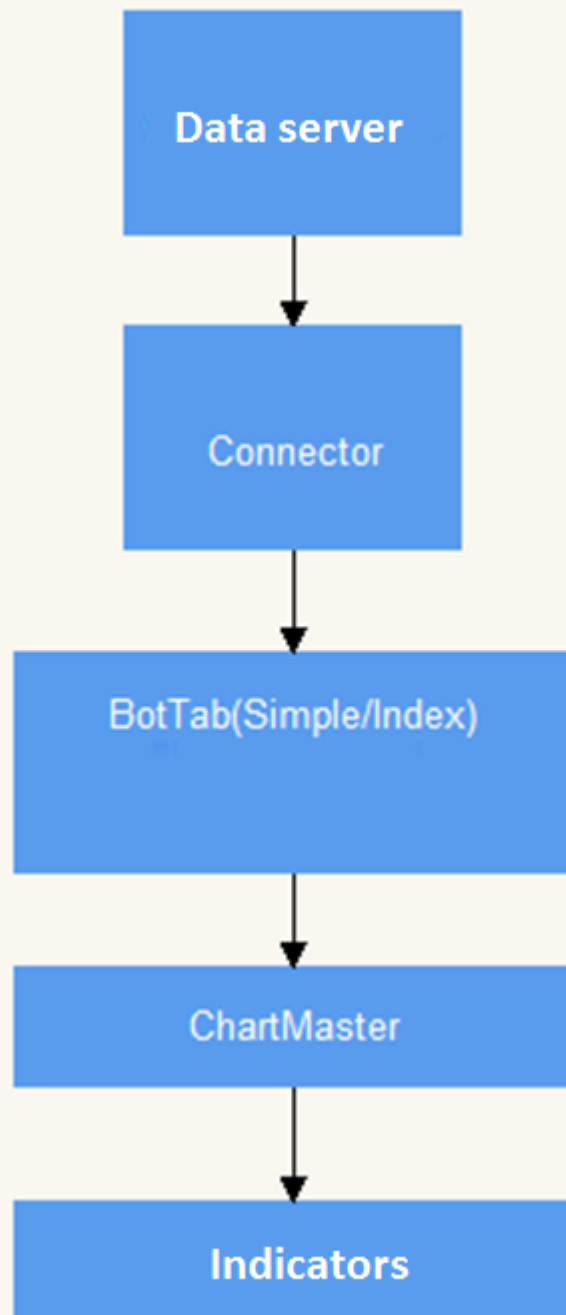 Data server
Connector
BotTab(Simple/Index)
ChartMaster
Indicators